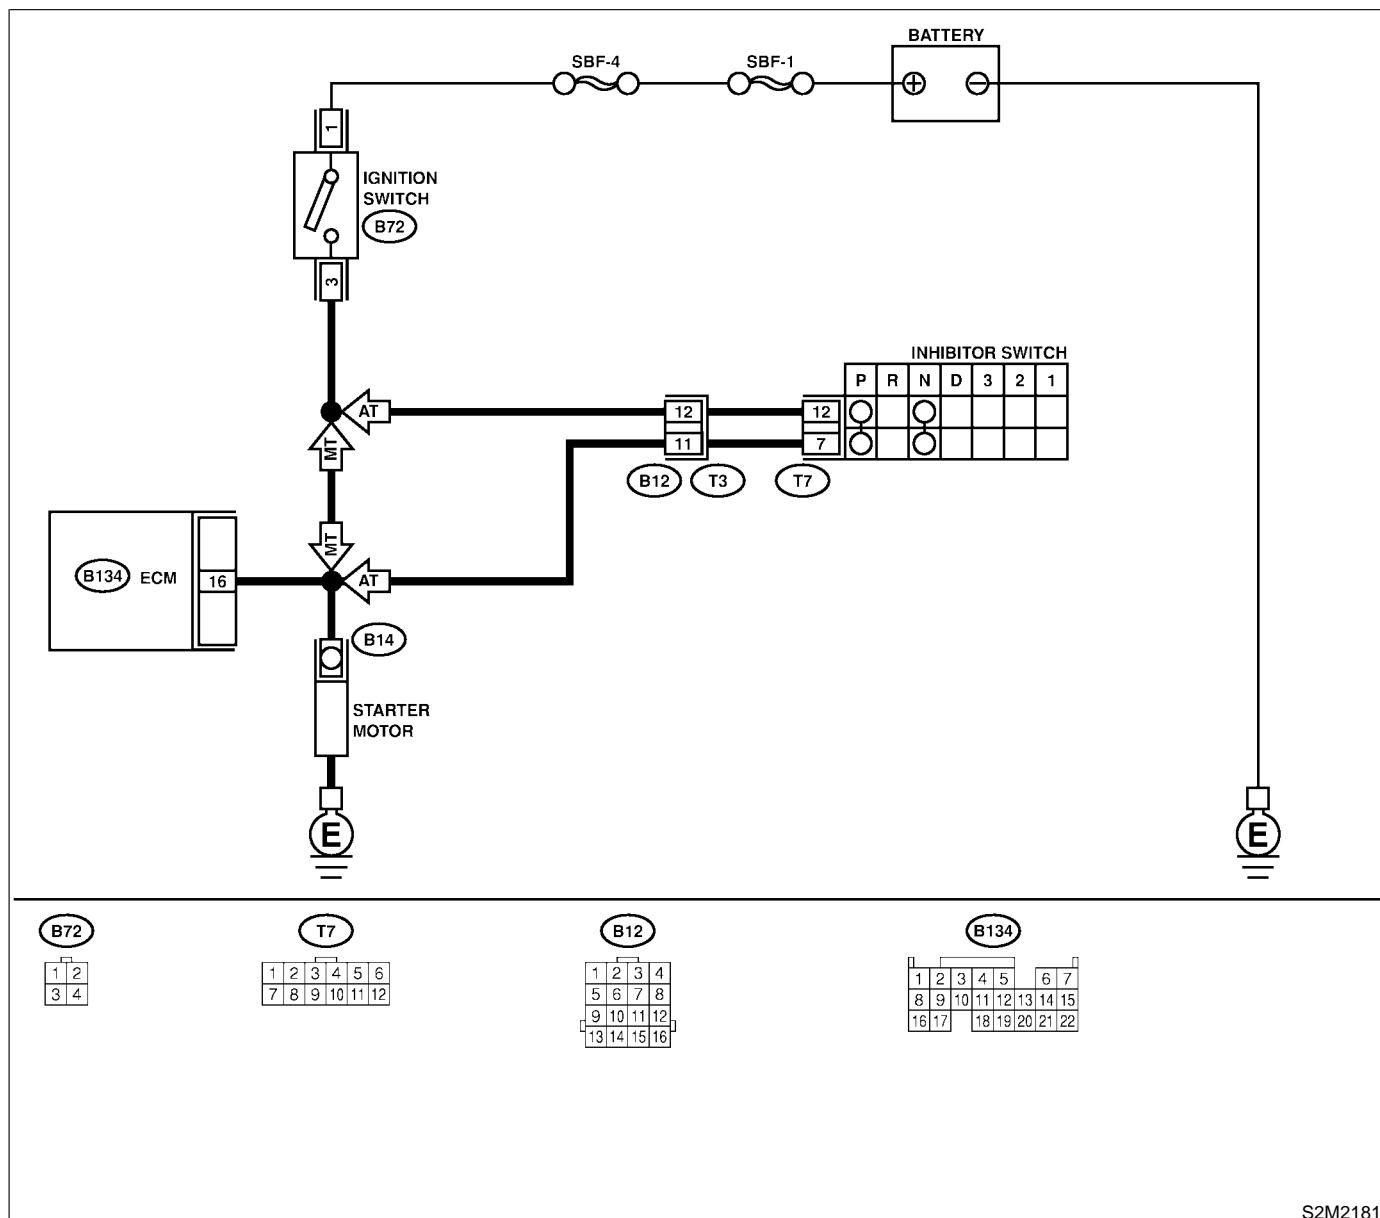 BATTERY
SBF-4
SBF-1
1
IGNITION
SWITCH
B72
3
INHIBITOR SWITCH
P R N D 3 2 1
AT
12
12
MT
11
7
B12
T3
T7
MT
B134
ECM
16
AT
B14
STARTER
MOTOR
E
E
B72
T7
B12
B134
1 2
3 4
1 2 3 4 5 6
7 8 9 10 11 12
1 2 3 4
5 6 7 8
9 10 11 12
13 14 15 16
1 2 3 4 5 6 7
8 9 10 11 12 13 14 15
16 17 18 19 20 21 22
S2M2181